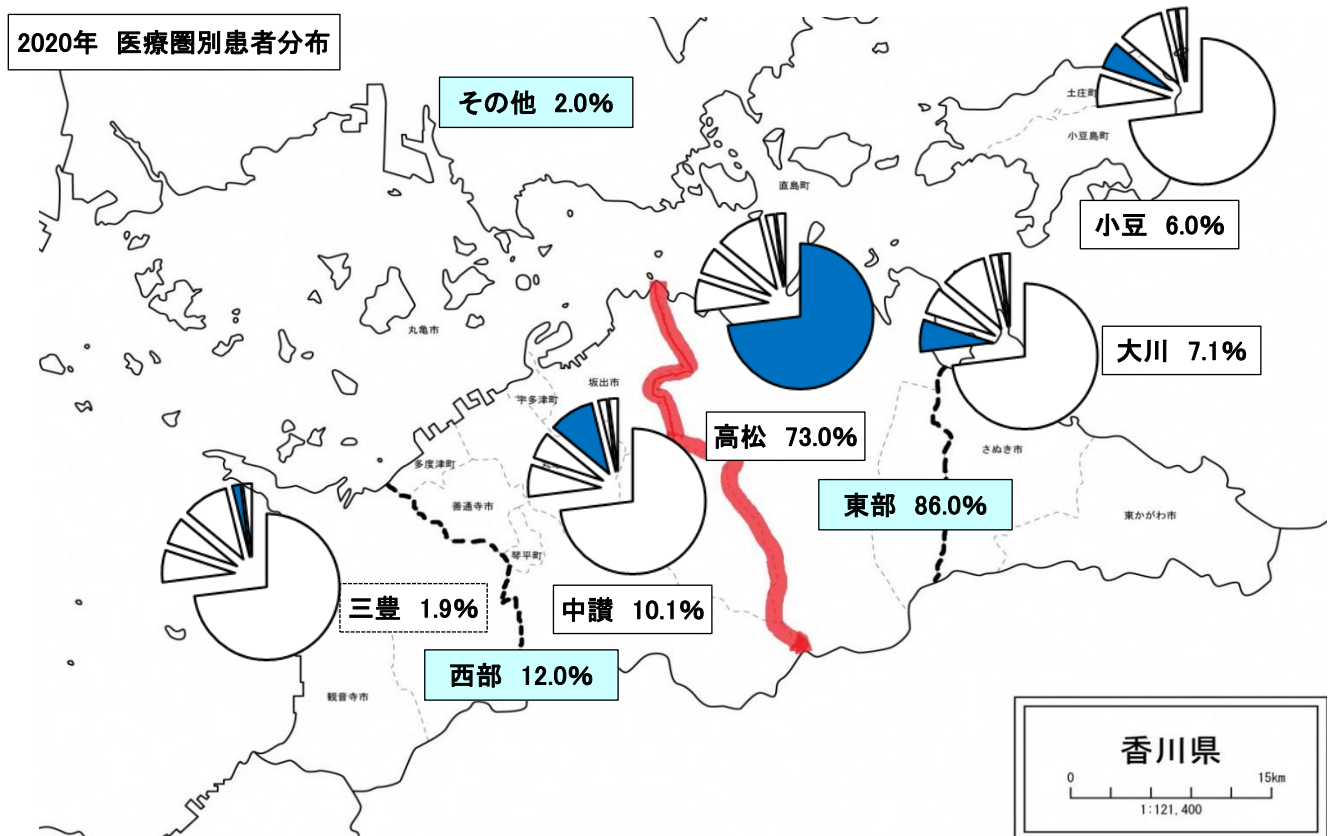 2020年 医療圏別患者分布
その他 2.0%
土庄町
小豆島町
直島町
小豆 6.0%
丸亀市
大川 7.1%
坂出市
宇多津町
高松 73.0%
さぬき市
多度津町
東部 86.0%
善通寺市
東かがわ市
琴平町
三豊 1.9%
中讃 10.1%
西部 12.0%
観音寺市
香川県
0 15km
1:121,400